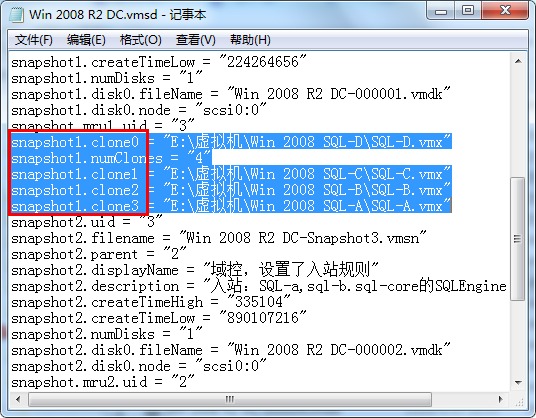 Win 2008 R2 DC.vmsd - 记事本
文件(F) 编辑(E) 格式(O) 查看(V) 帮助(H)
snapshot1.createTimeLow = "224264656"
snapshot1.numDisks = "1"
snapshot1.disk0.fileName = "Win 2008 R2 DC-000001.vmdk"
snapshot1.disk0.node = "scsi0:0"
snapshot.mru1.uid = "3"
snapshot1.clone0 = "E:\虚拟机\Win 2008 SQL-D\SQL-D.vmx"
snapshot1.numClones = "4"
snapshot1.clone1 = "E:\虚拟机\Win 2008 SQL-C\SQL-C.vmx"
snapshot1.clone2 = "E:\虚拟机\Win 2008 SQL-B\SQL-B.vmx"
snapshot1.clone3 = "E:\虚拟机\Win 2008 SQL-A\SQL-A.vmx"
snapshot2.uid = "3"
snapshot2.filename = "Win 2008 R2 DC-Snapshot3.vmsn"
snapshot2.parent = "2"
snapshot2.displayName = "域控，设置了入站规则"
snapshot2.description = "入站：SQL-a,sql-b.sql-core的SQLEngine
snapshot2.createTimeHigh = "335104"
snapshot2.createTimeLow = "890107216"
snapshot2.numDisks = "1"
snapshot2.disk0.fileName = "Win 2008 R2 DC-000002.vmdk"
snapshot2.disk0.node = "scsi0:0"
snapshot.mru2.uid = "2"